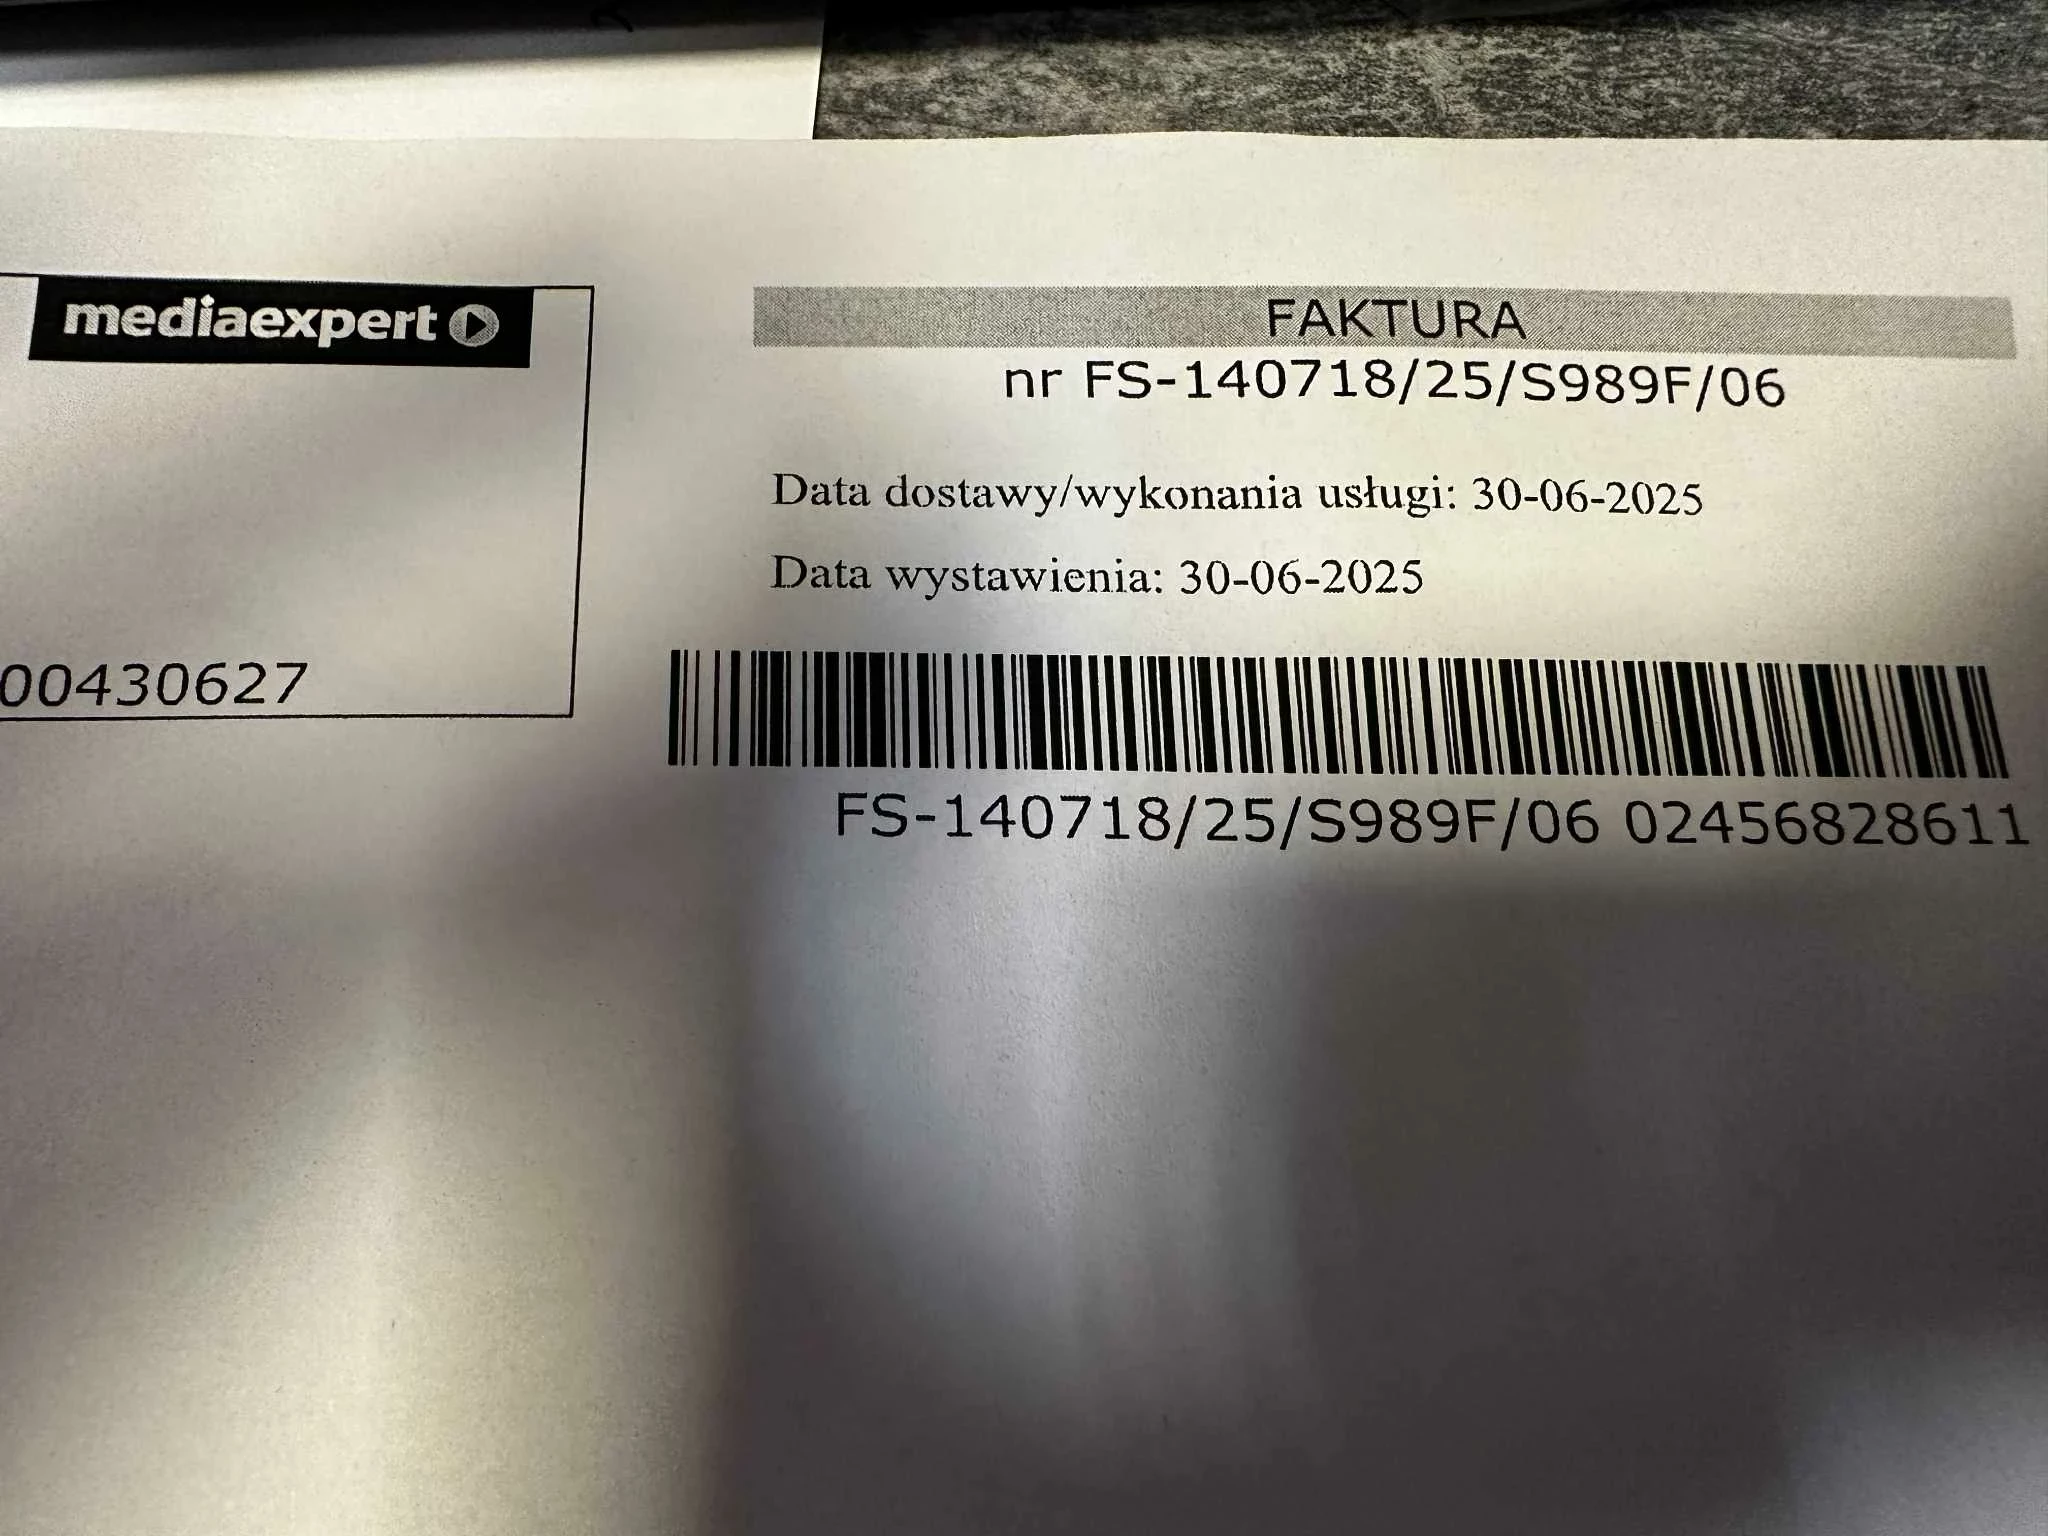 mediaexpert
FAKTURA
nr FS-140718/25/S989F/06
Data dostawy/wykonania usługi: 30-06-2025
Data wystawienia: 30-06-2025
00430627
FS-140718/25/S989F/06 02456828611